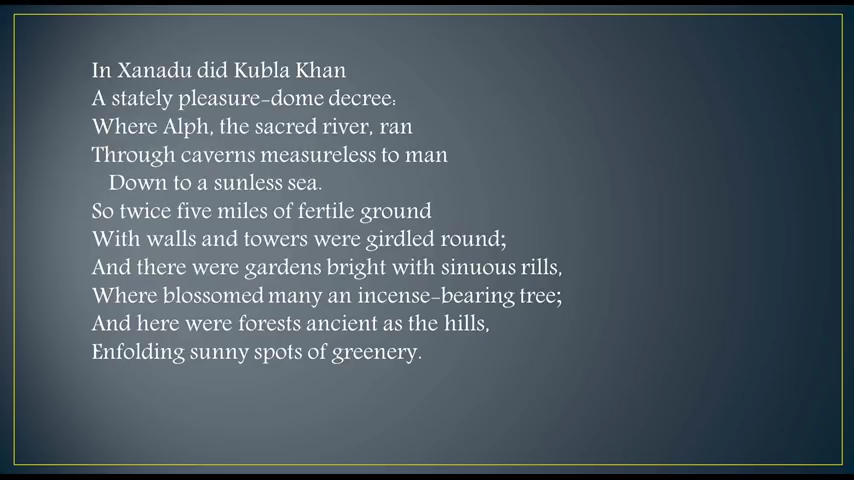 In Xanadu did Kubla Khan
A stately pleasure-dome decree:
Where Alph, the sacred river, ran
Through caverns measureless to man
Down to a sunless sea.
So twice five miles of fertile ground
With walls and towers were girdled round;
And there were gardens bright with sinuous rills,
Where blossomed many an incense-bearing tree;
And here were forests ancient as the hills,
Enfolding sunny spots of greenery.